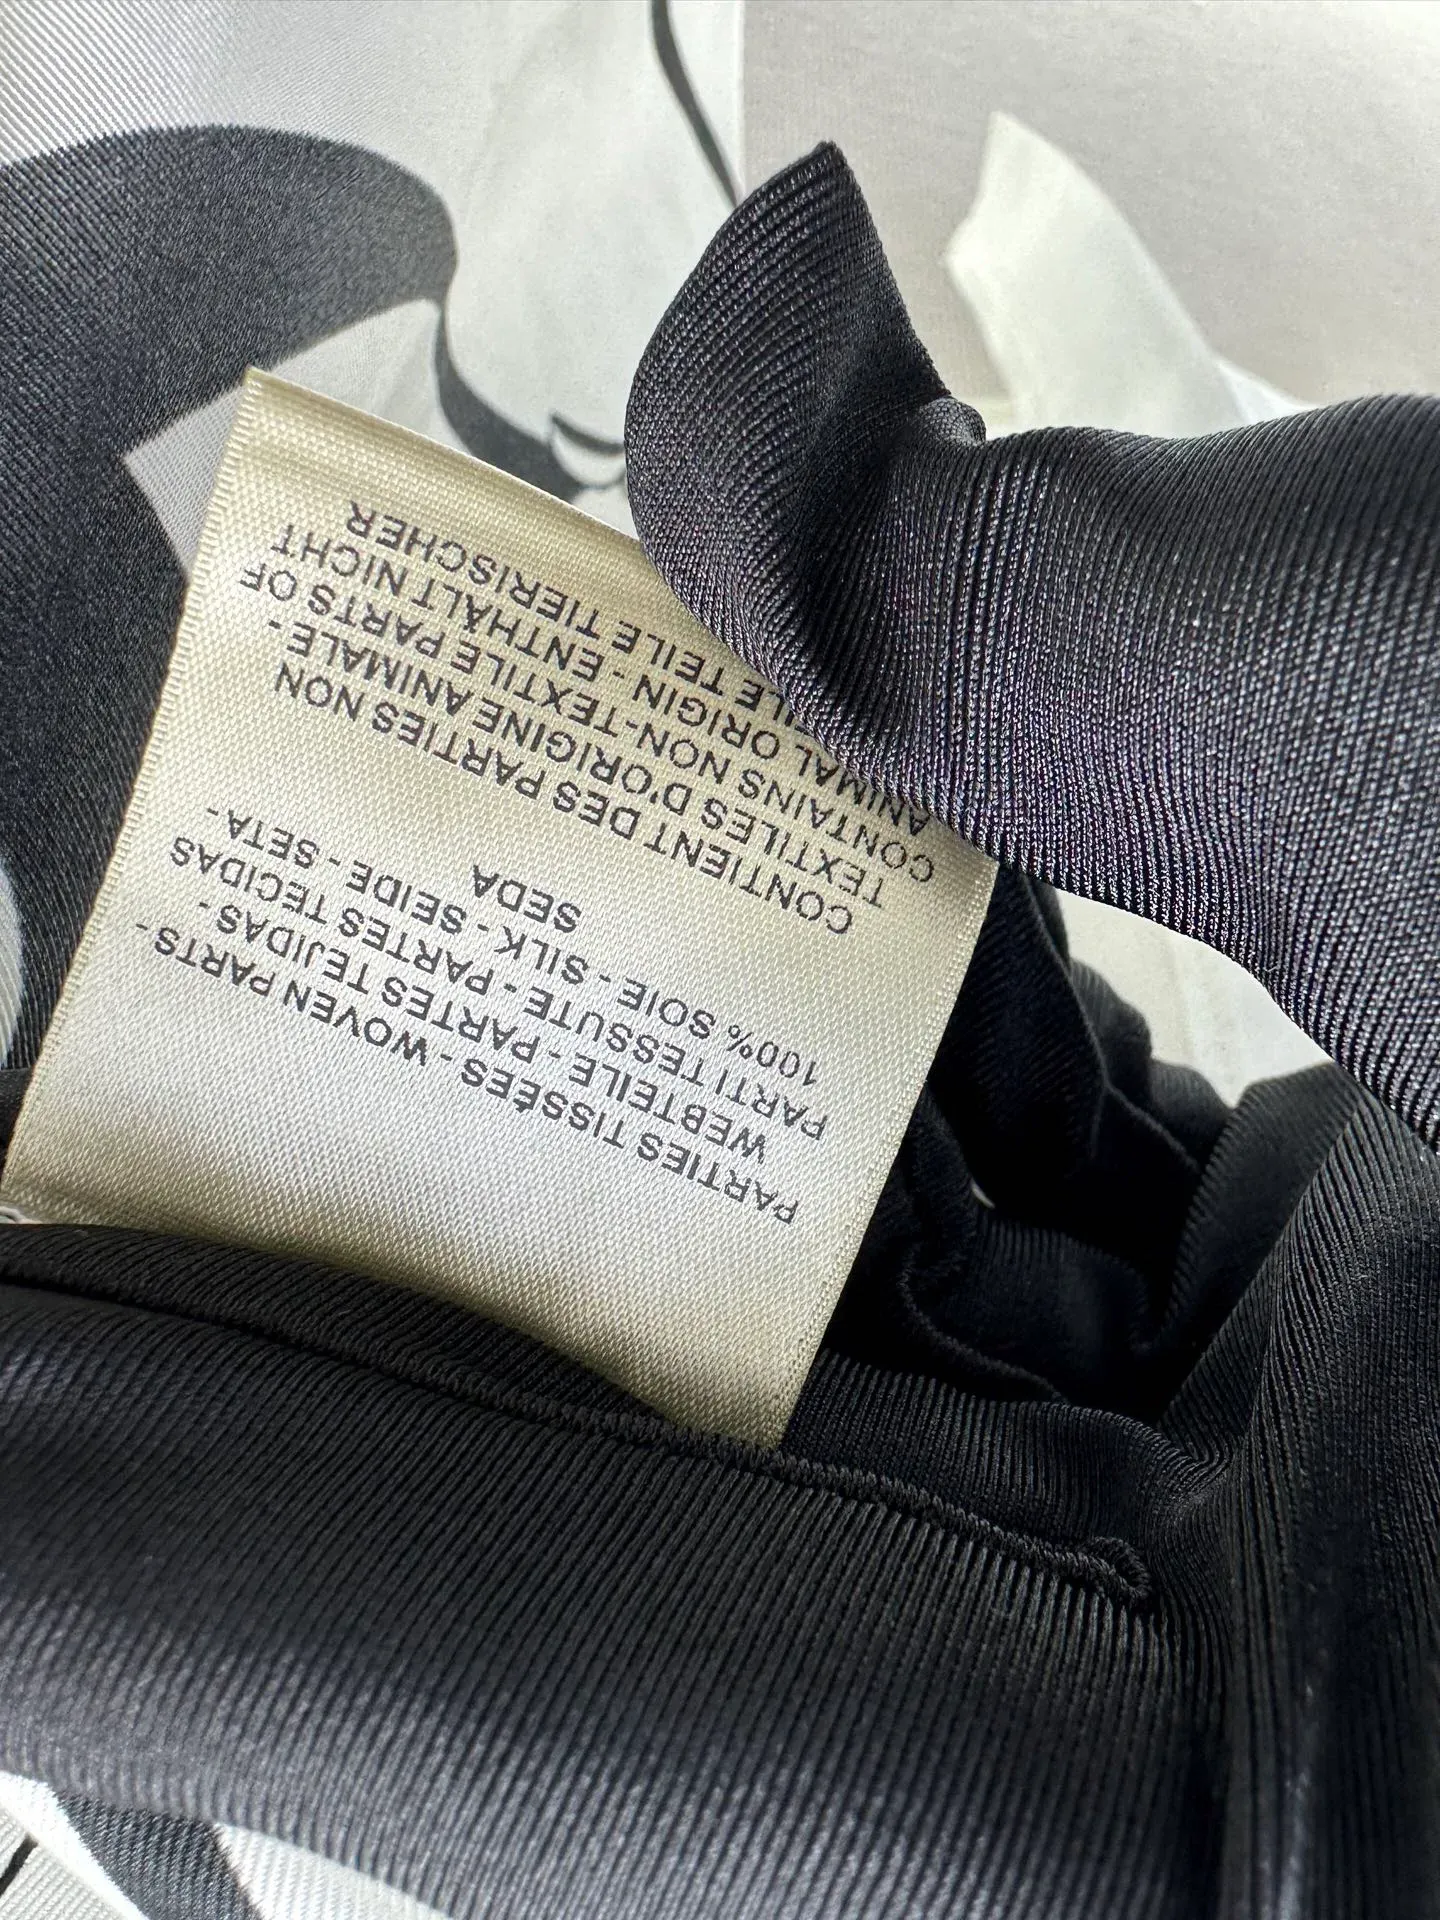 PARTIES TISSÉES - WOVEN PARTS -
WEBTEILE - PARTES TEJIDAS -
PARTI TESSUTE - PARTES TECIDAS
100% SOIE - SILK - SEIDE - SETA -
SEDA
CONTIENT DES PARTIES NON
TEXTILES D'ORIGINE ANIMALE -
CONTAINS NON-TEXTILE PARTS OF
ANIMAL ORIGIN - ENTHÄLT NICHT
TEILE TIERISCHER